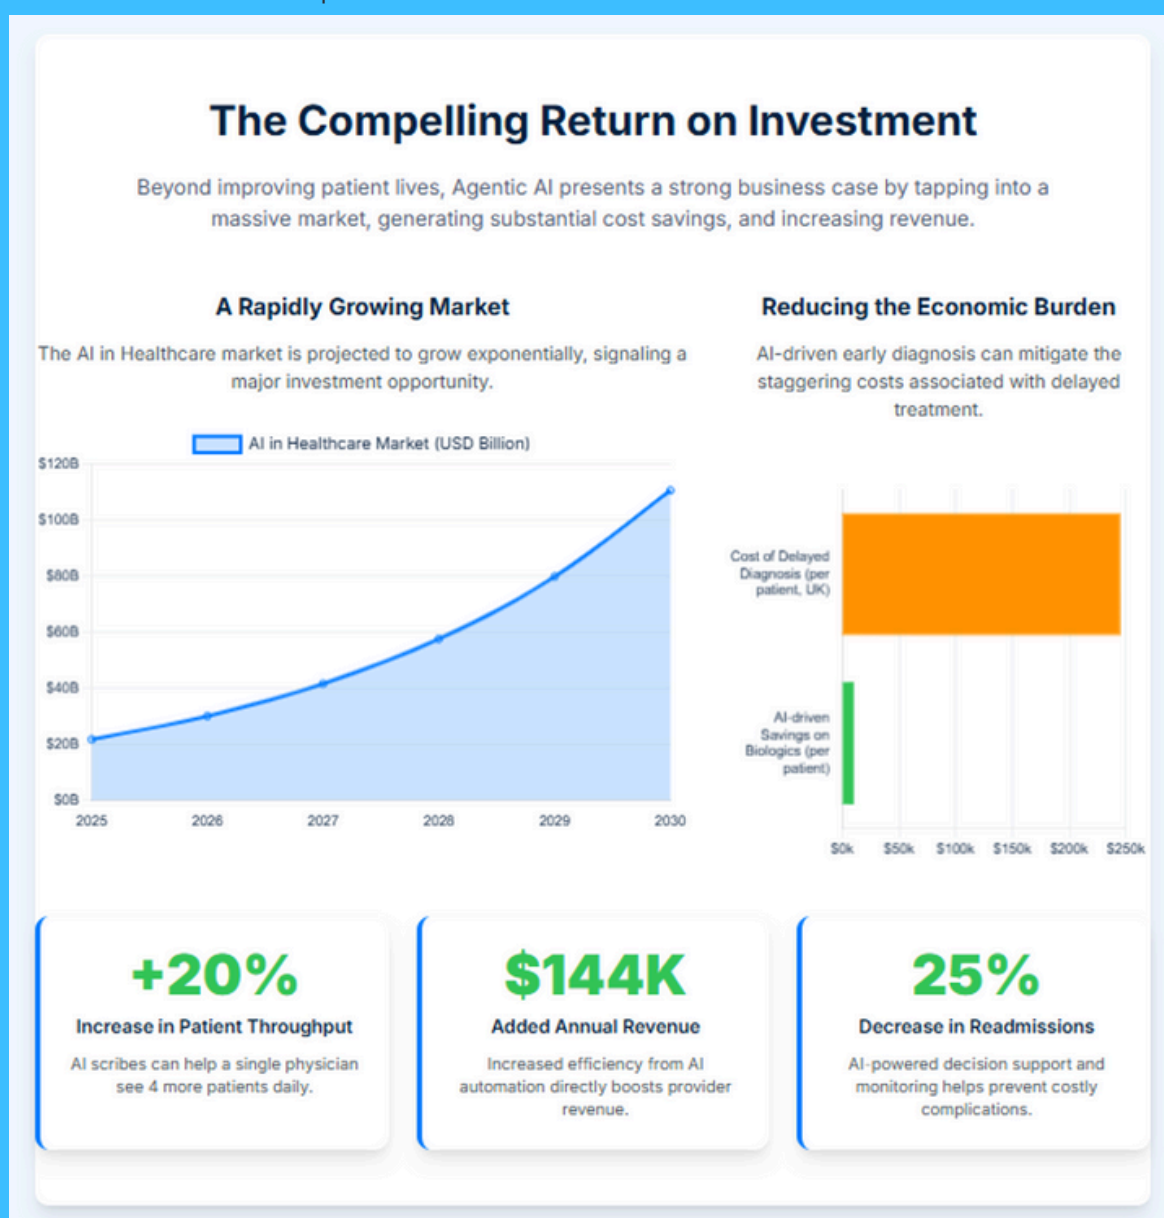 The Compelling Return on Investment
Beyond improving patient lives, Agentic AI presents a strong business case by tapping into a
massive market, generating substantial cost savings, and increasing revenue.
A Rapidly Growing Market
The AI in Healthcare market is projected to grow exponentially, signaling a
major investment opportunity.
AI in Healthcare Market (USD Billion)
$120B
$100B
$80B
$60B
$40B
$20B
$0B
2025
2026
2027
2028
2029
2030
Reducing the Economic Burden
AI-driven early diagnosis can mitigate the
staggering costs associated with delayed
treatment.
Cost of Delayed
Diagnosis (per
patient, UK)
AI-driven
Savings on
Biologics (per
patient)
$0k
$50k
$100k
$150k
$200k
$250k
+20%
Increase in Patient Throughput
AI scribes can help a single physician
see 4 more patients daily.
$144K
Added Annual Revenue
Increased efficiency from AI
automation directly boosts provider
revenue.
25%
Decrease in Readmissions
AI-powered decision support and
monitoring helps prevent costly
complications.